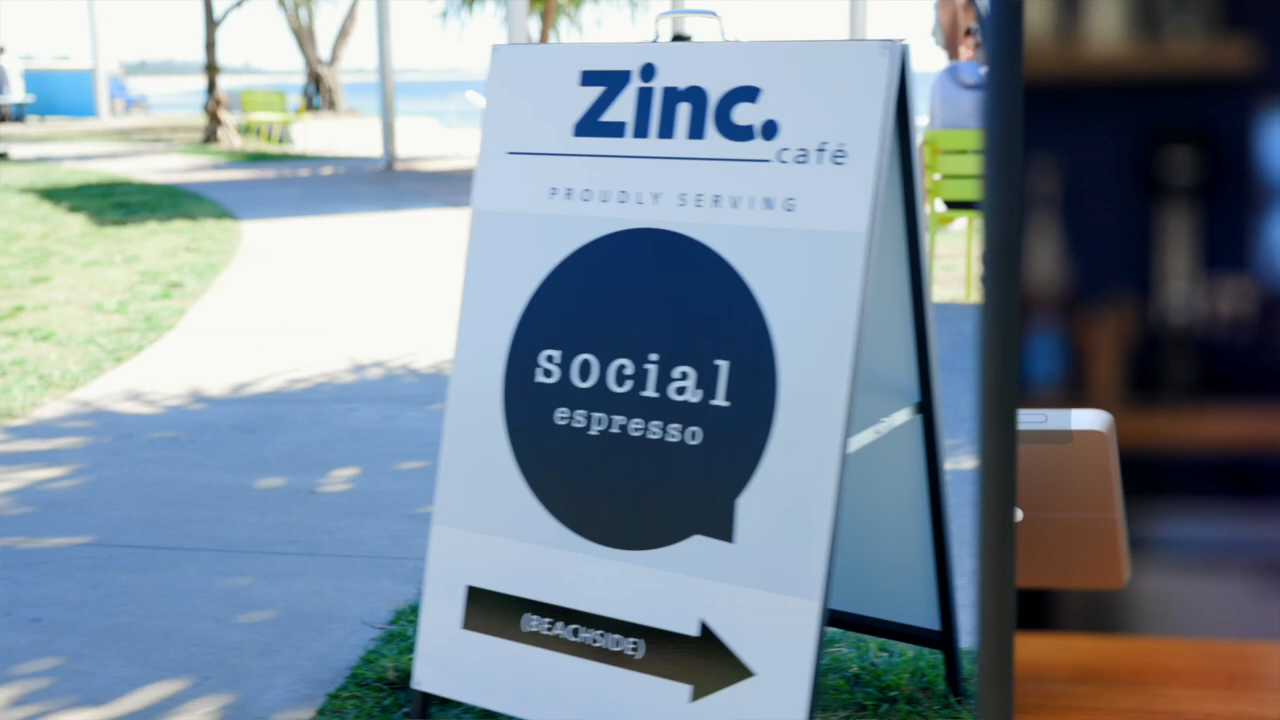 Zinc.
café
PROUDLY SERVING
social
espresso
(BEACHSIDE)